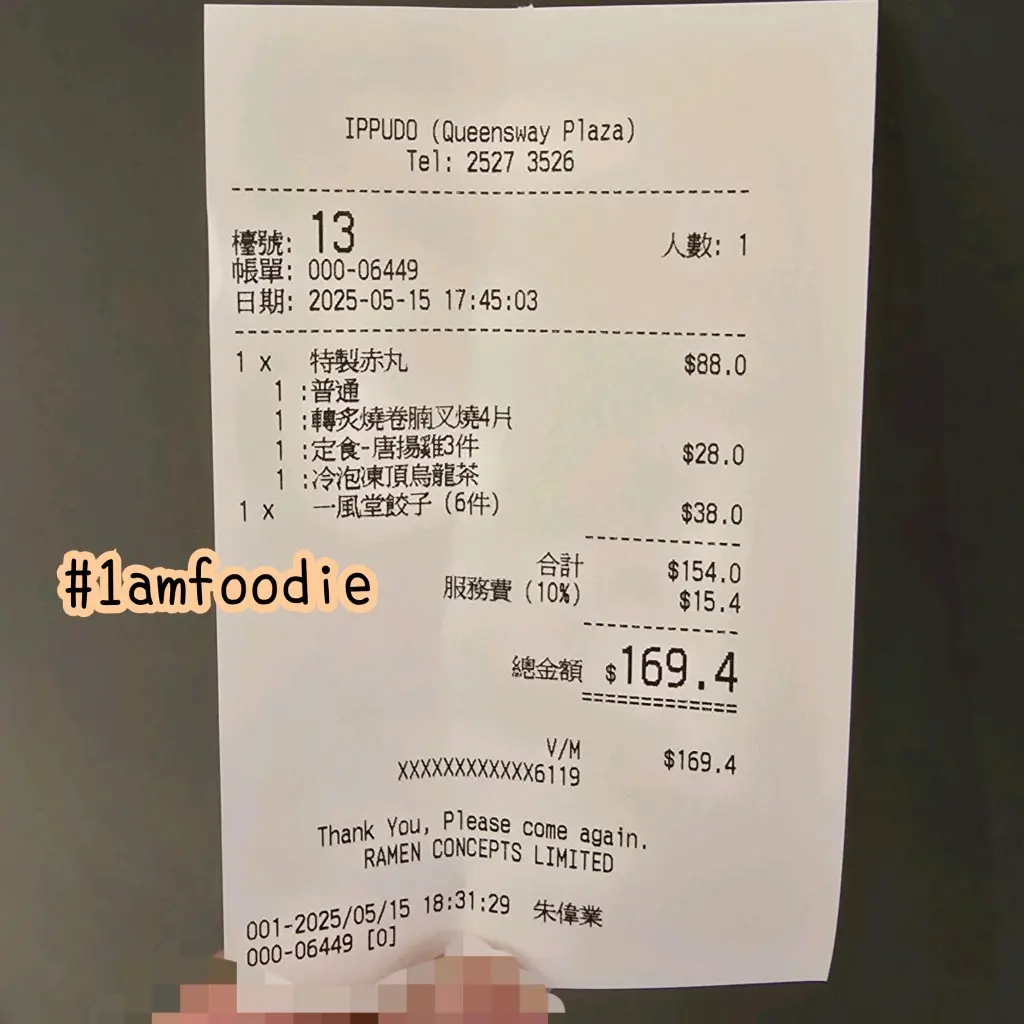 IPPUDO (Queensway Plaza)
Tel: 2527 3526
檯號: 13 人數: 1
帳單: 000-06449
日期: 2025-05-15 17:45:03
1 x 特製赤丸 $88.0
1 :普通
1 :轉炙燒卷腩叉燒4片
1 :定食-唐揚雞3件 $28.0
1 :冷泡凍頂烏龍茶
1 x 一風堂餃子 (6件) $38.0
#1amfoodie
合計 $154.0
服務費 (10%) $15.4
總金額 $169.4
V/M $169.4
XXXXXXXXXXXX6119
Thank You, Please come again.
RAMEN CONCEPTS LIMITED
001-2025/05/15 18:31:29 朱偉業
000-06449 [0]